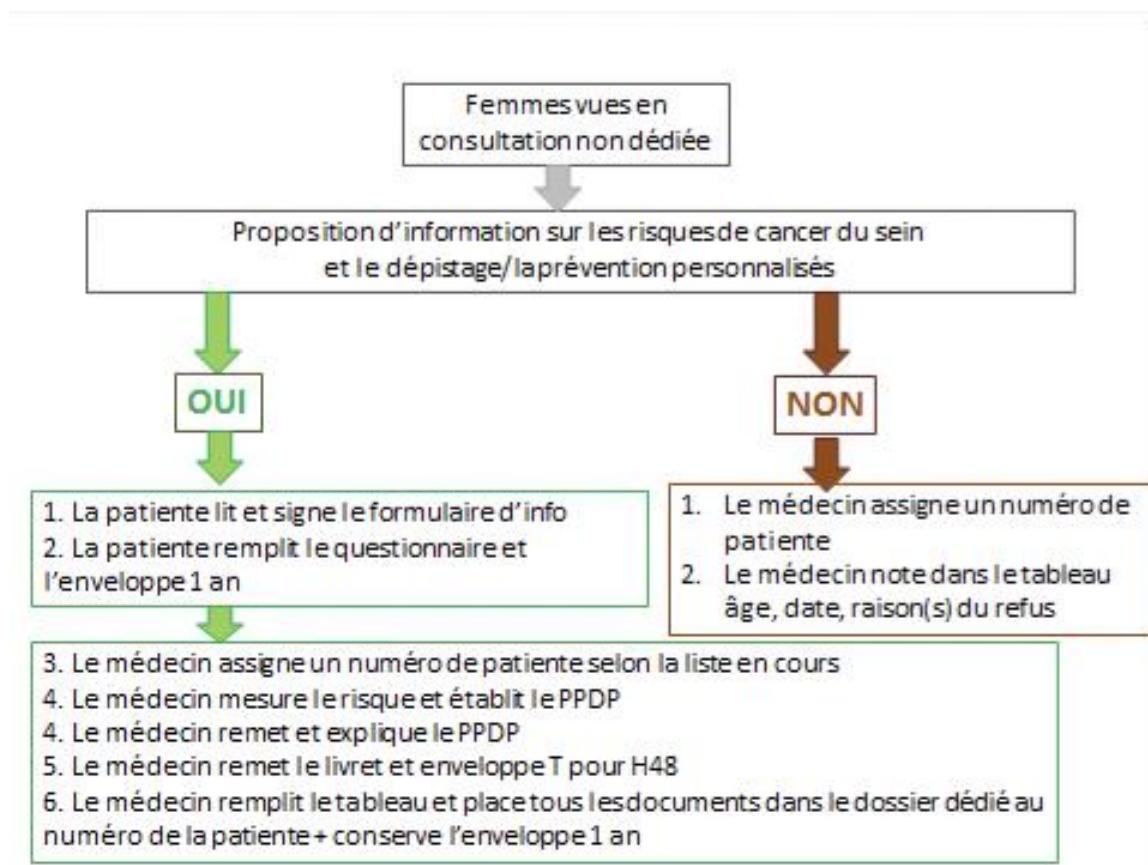 Femmes vues en
consultation non dédiée
Proposition d'information sur les risques de cancer du sein
et le dépistage/la prévention personnalisés
OUI
NON
1. La patiente lit et signe le formulaire d'info
2. La patiente remplit le questionnaire et
l'enveloppe 1 an
1. Le médecin assigne un numéro de
patiente
2. Le médecin note dans le tableau
âge, date, raison(s) du refus
3. Le médecin assigne un numéro de patiente selon la liste en cours
4. Le médecin mesure le risque et établit le PPDP
4. Le médecin remet et explique le PPDP
5. Le médecin remet le livret et enveloppe T pour H48
6. Le médecin remplit le tableau et place tous les documents dans le dossier dédié au
numéro de la patiente + conserve l'enveloppe 1 an